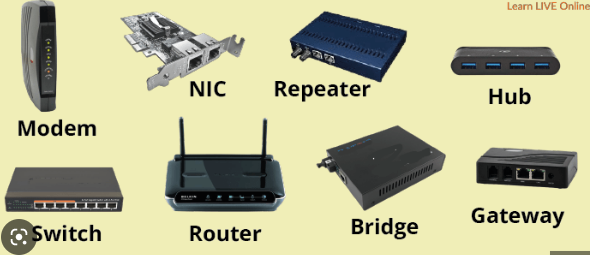 Learn LIVE Online
NIC
Repeater
Hub
Modem
Switch
Router
Bridge
Gateway